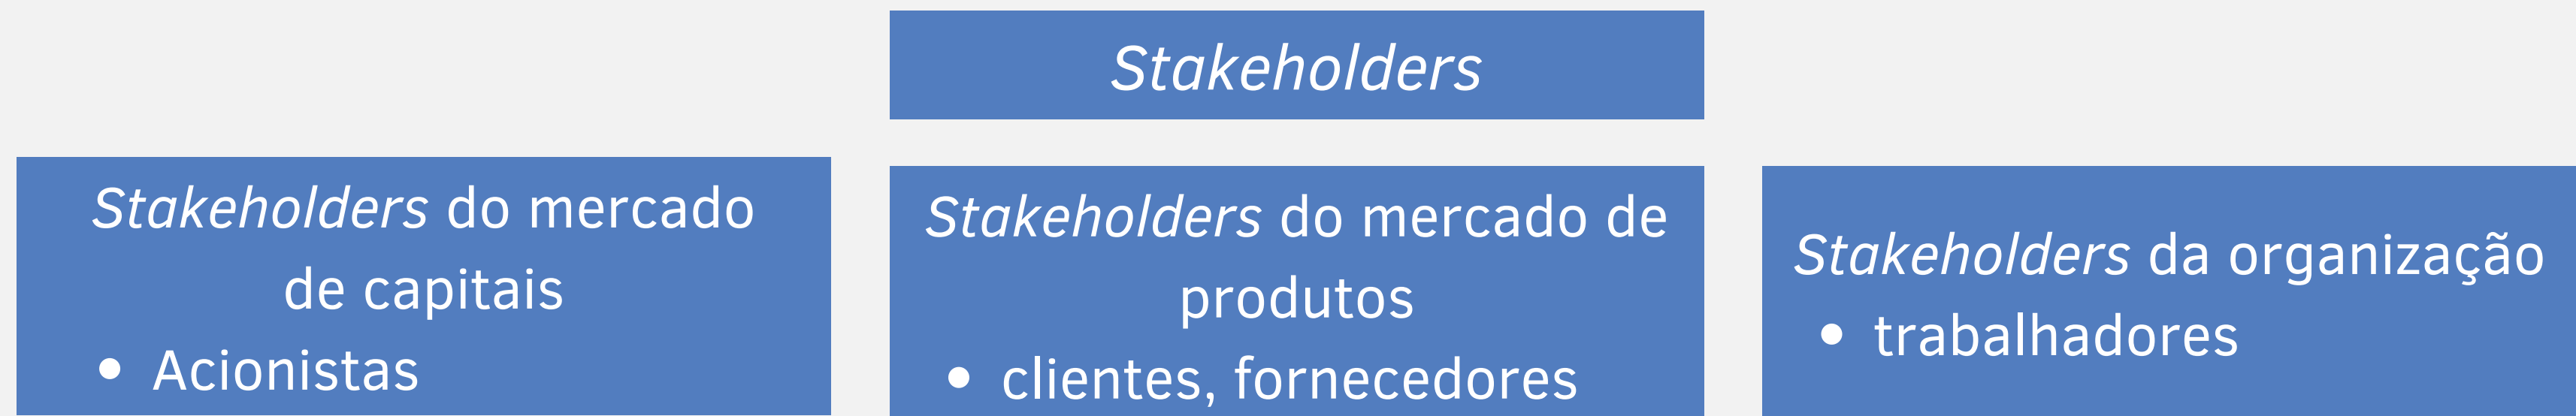 Stakeholders
Stakeholders do mercado
de capitais
• Acionistas
Stakeholders do mercado de
produtos
• clientes, fornecedores
Stakeholders da organização
• trabalhadores